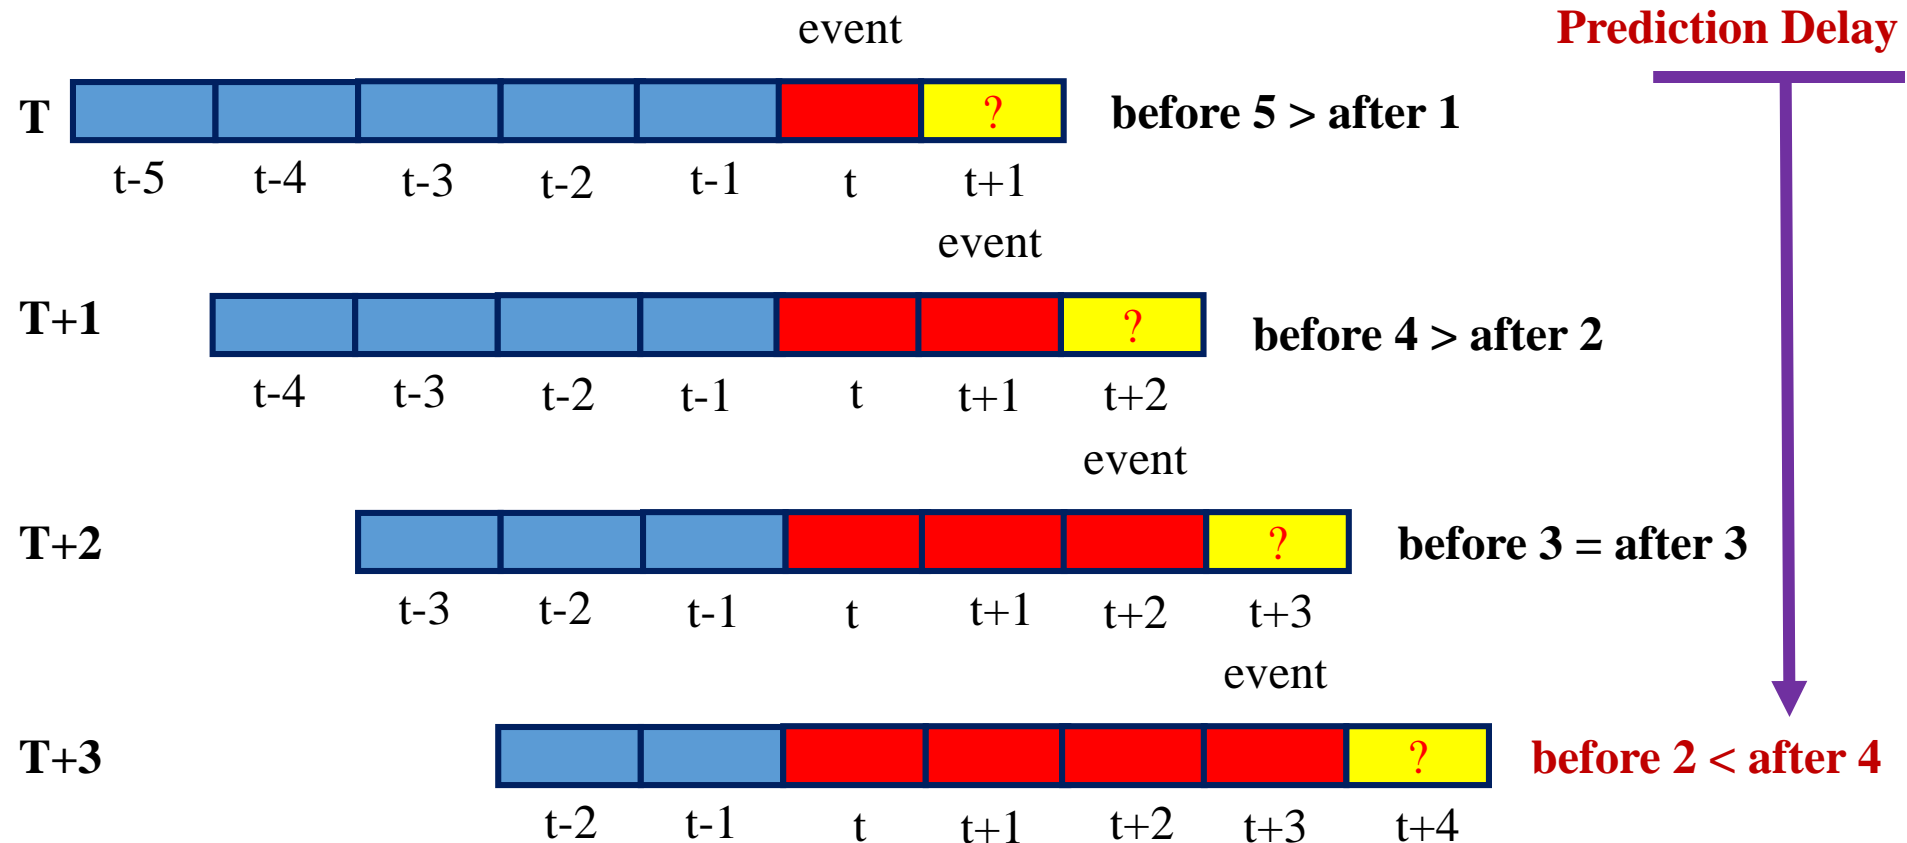 event
Prediction Delay
T ? before 5 > after 1
t-5 t-4 t-3 t-2 t-1 t t+1
event
T+1 ? before 4 > after 2
t-4 t-3 t-2 t-1 t t+1 t+2
event
T+2 ? before 3 = after 3
t-3 t-2 t-1 t t+1 t+2 t+3
event
T+3 ? before 2 < after 4
t-2 t-1 t t+1 t+2 t+3 t+4